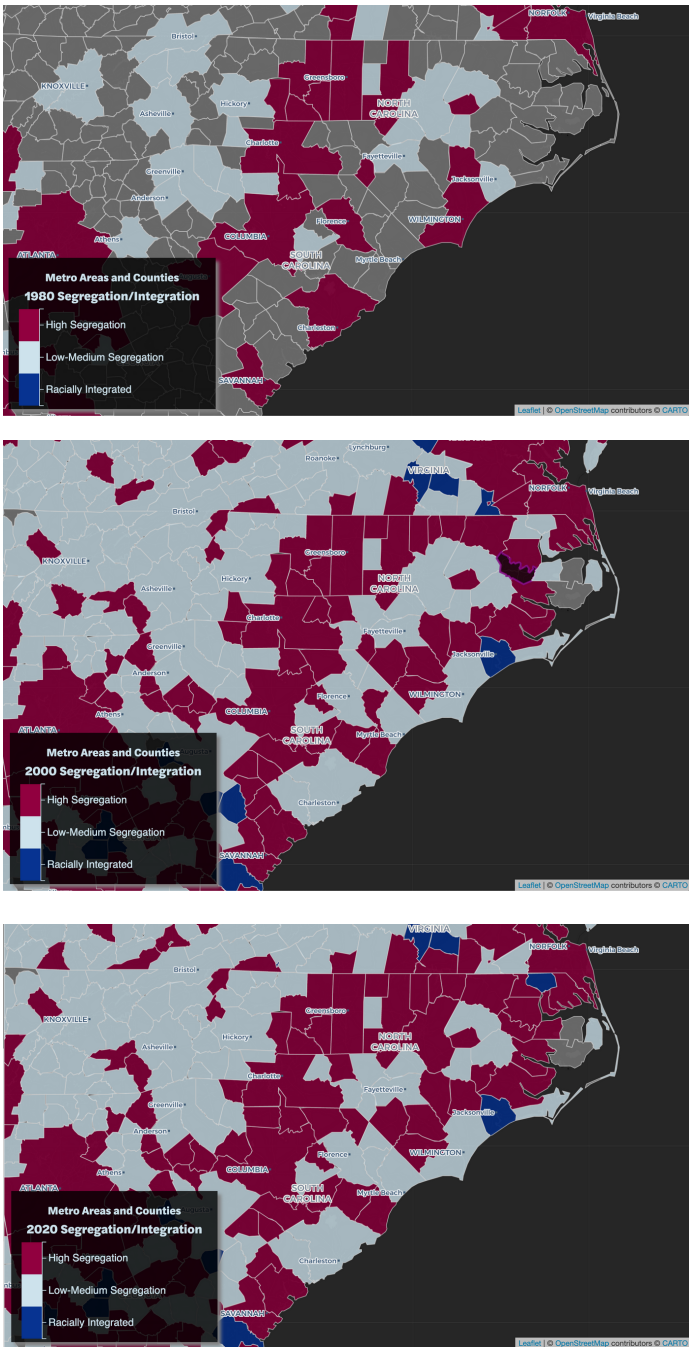 NORFOLK
Virginia Beach
Bristol
KNOXVILLE
Greensboro
Hickory
NORTH
CAROLINA
Asheville
Charlotte
Fayetteville
Greenville
Jacksonville
Anderson
Florence
WILMINGTON
Athens
COLUMBIA
ATLANTA
SOUTH
CAROLINA
Myrtle Beach
Metro Areas and Counties
1980 Segregation/Integration
High Segregation
Low-Medium Segregation
Racially Integrated
Charleston
SAVANNAH
Leaflet | © OpenStreetMap contributors © CARTO
Lynchburg
Roanoke
VIRGINIA
NORFOLK
Virginia Beach
Bristol
Greensboro
KNOXVILLE
Hickory
NORTH
CAROLINA
Asheville
Charlotte
Fayetteville
Greenville
Jacksonville
Anderson
Florence
WILMINGTON
Athens
COLUMBIA
ATLANTA
SOUTH
CAROLINA
Myrtle Beach
Augusta
Metro Areas and Counties
2000 Segregation/Integration
High Segregation
Low-Medium Segregation
Racially Integrated
Charleston
SAVANNAH
Leaflet | © OpenStreetMap contributors © CARTO
VIRGINIA
NORFOLK
Virginia Beach
Bristol
Greensboro
KNOXVILLE
Hickory
NORTH
CAROLINA
Asheville
Charlotte
Fayetteville
Greenville
Jacksonville
Anderson
Florence
WILMINGTON
Athens
COLUMBIA
ATLANTA
SOUTH
CAROLINA
Myrtle Beach
Augusta
Metro Areas and Counties
2020 Segregation/Integration
High Segregation
Low-Medium Segregation
Racially Integrated
Charleston
SAVANNAH
Leaflet | © OpenStreetMap contributors © CARTO